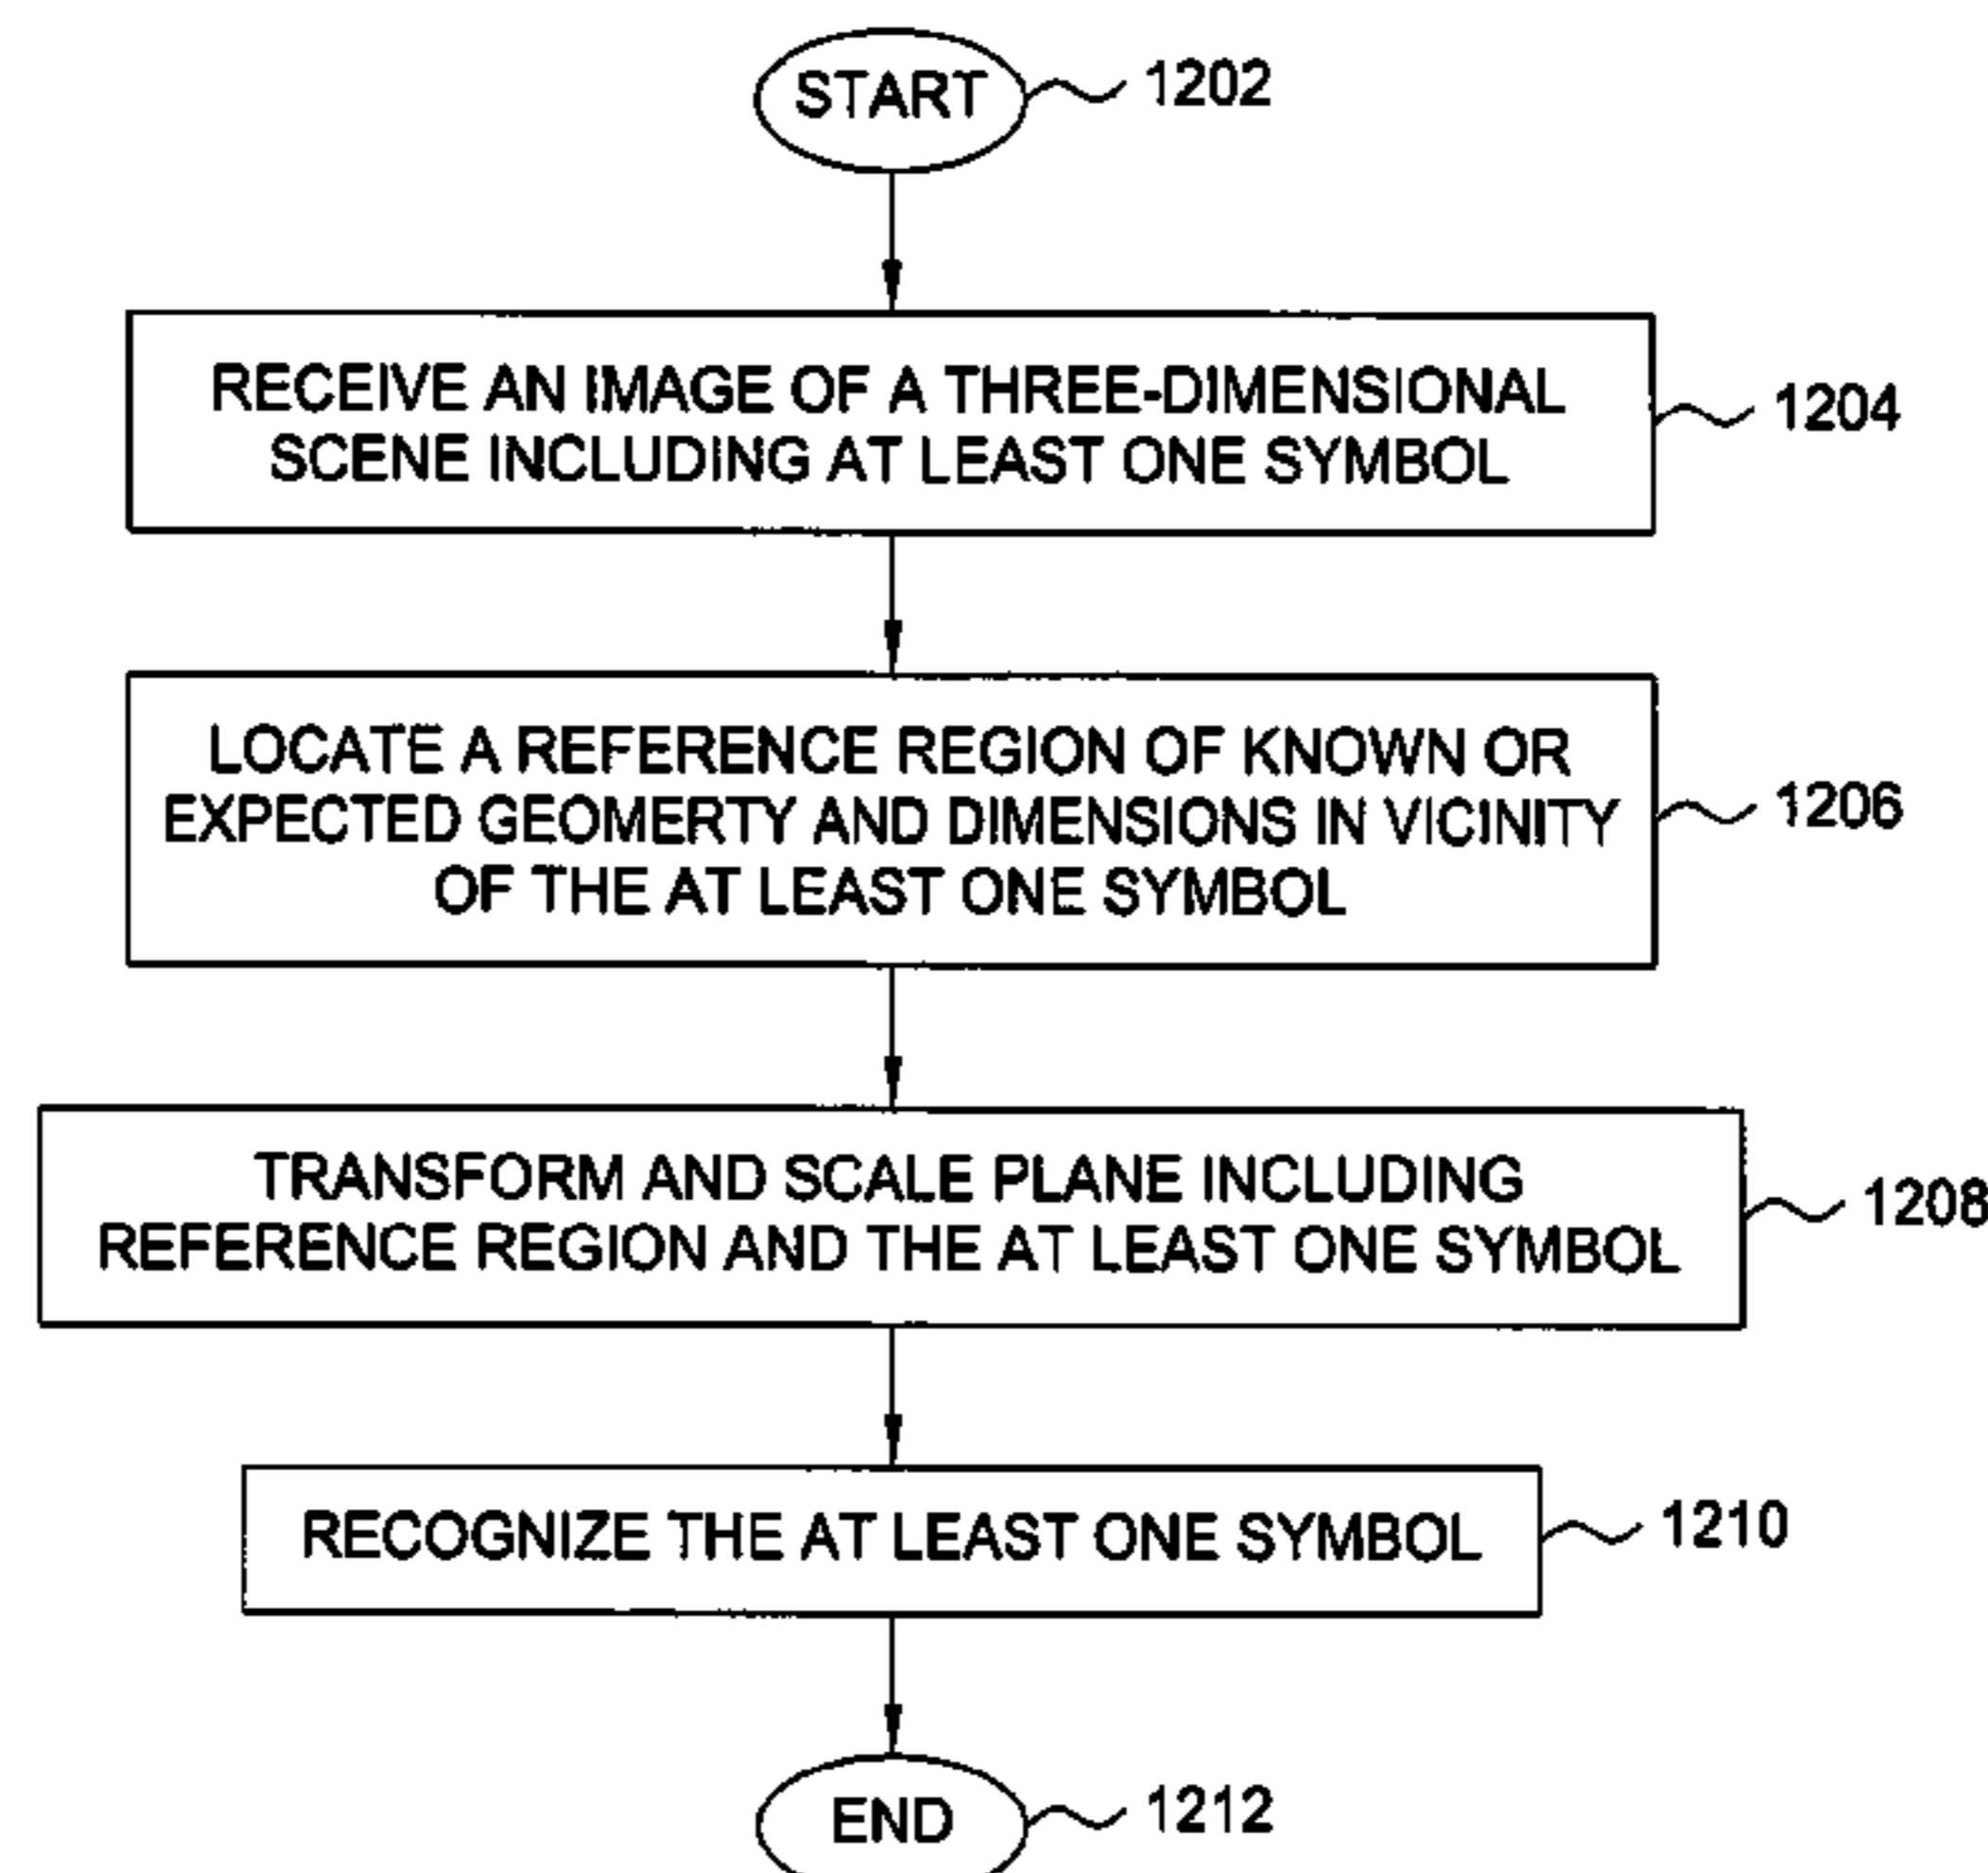 START
1202
RECEIVE AN IMAGE OF A THREE-DIMENSIONAL
SCENE INCLUDING AT LEAST ONE SYMBOL
1204
LOCATE A REFERENCE REGION OF KNOWN OR
EXPECTED GEOMERTY AND DIMENSIONS IN VICINITY
OF THE AT LEAST ONE SYMBOL
1206
TRANSFORM AND SCALE PLANE INCLUDING
REFERENCE REGION AND THE AT LEAST ONE SYMBOL
1208
RECOGNIZE THE AT LEAST ONE SYMBOL
1210
END
1212